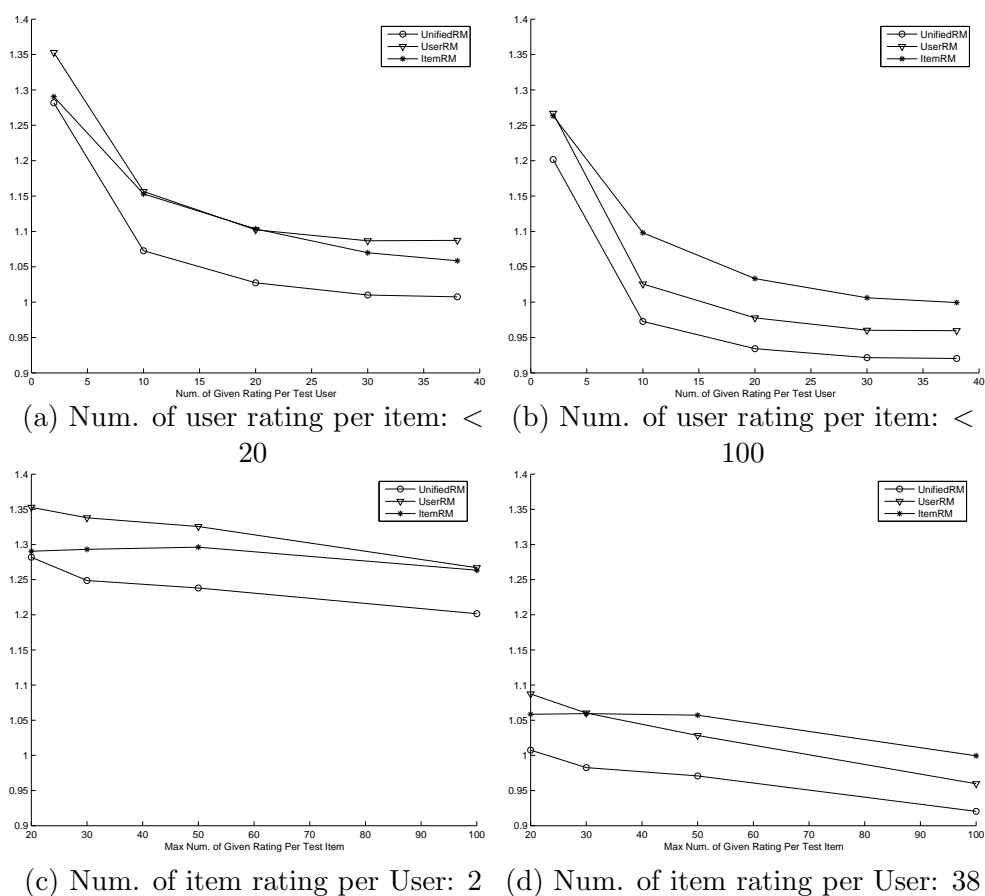 1.4
1.35
1.3
1.25
1.2
1.15
1.1
1.05
1
0.95
0.9
0 5 10 15 20 25 30 35 40
UnifiedRM
UserRM
ItemRM
Num. of Given Rating Per Test User
(a) Num. of user rating per item: <
20
1.4
1.35
1.3
1.25
1.2
1.15
1.1
1.05
1
0.95
0.9
0 5 10 15 20 25 30 35 40
UnifiedRM
UserRM
ItemRM
Num. of Given Rating Per Test User
(b) Num. of user rating per item: <
100
1.4
1.35
1.3
1.25
1.2
1.15
1.1
1.05
1
0.95
0.9
20 30 40 50 60 70 80 90 100
UnifiedRM
UserRM
ItemRM
Max Num. of Given Rating Per Test Item
(c) Num. of item rating per User: 2
1.4
1.35
1.3
1.25
1.2
1.15
1.1
1.05
1
0.95
0.9
20 30 40 50 60 70 80 90 100
UnifiedRM
UserRM
ItemRM
Max Num. of Given Rating Per Test Item
(d) Num. of item rating per User: 38